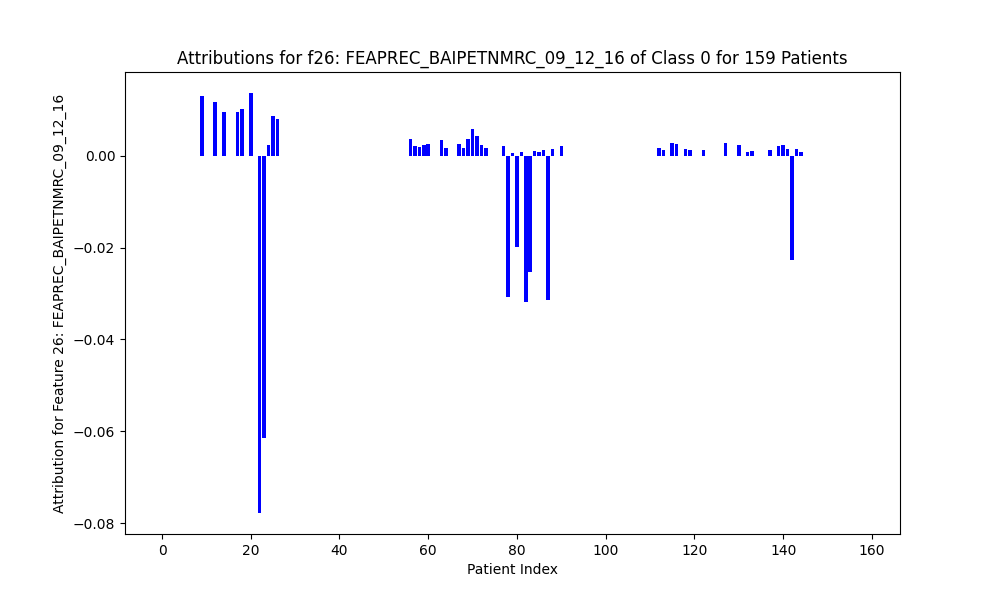 Attributions for f26: FEAPREC_BAIPETNMRC_09_12_16 of Class 0 for 159 Patients
Attribution for Feature 26: FEAPREC_BAIPETNMRC_09_12_16
0.00
−0.02
−0.04
−0.06
−0.08
0 20 40 60 80 100 120 140 160
Patient Index